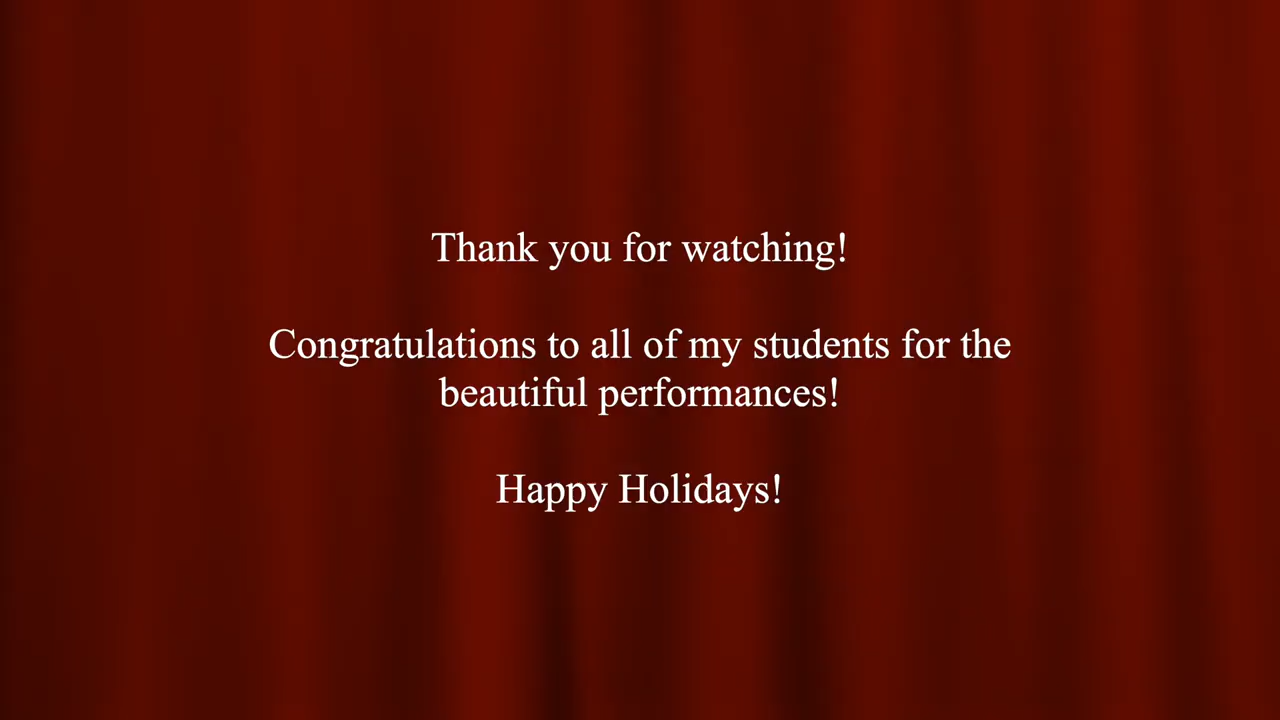 Thank you for watching!
Congratulations to all of my students for the
beautiful performances!
Happy Holidays!